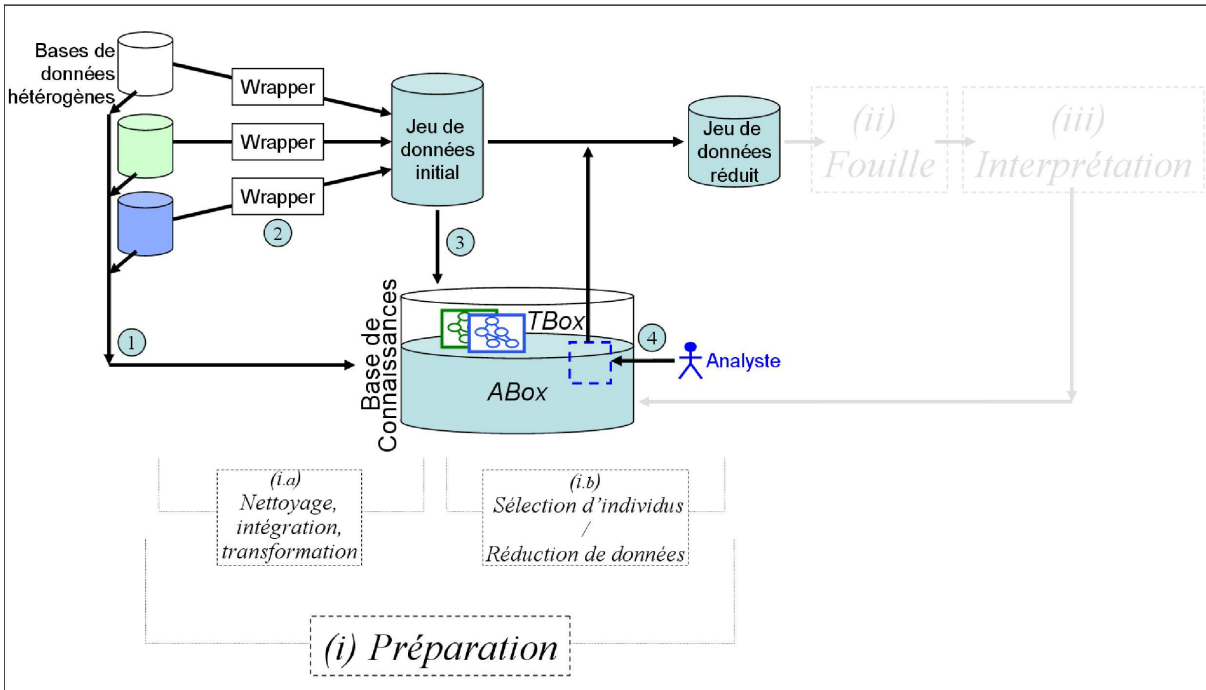 Bases de
données
hétérogènes
Wrapper
Wrapper
Wrapper
2
Jeu de
données
initial
Jeu de
données
réduit
(ii)
Fouille
(iii)
Interprétation
3
1
Base de
Connaissances
TBox
ABox
4
Analyste
(i.a)
Nettoyage,
intégration,
transformation
(i.b)
Sélection d'individus
/
Réduction de données
(i) Préparation